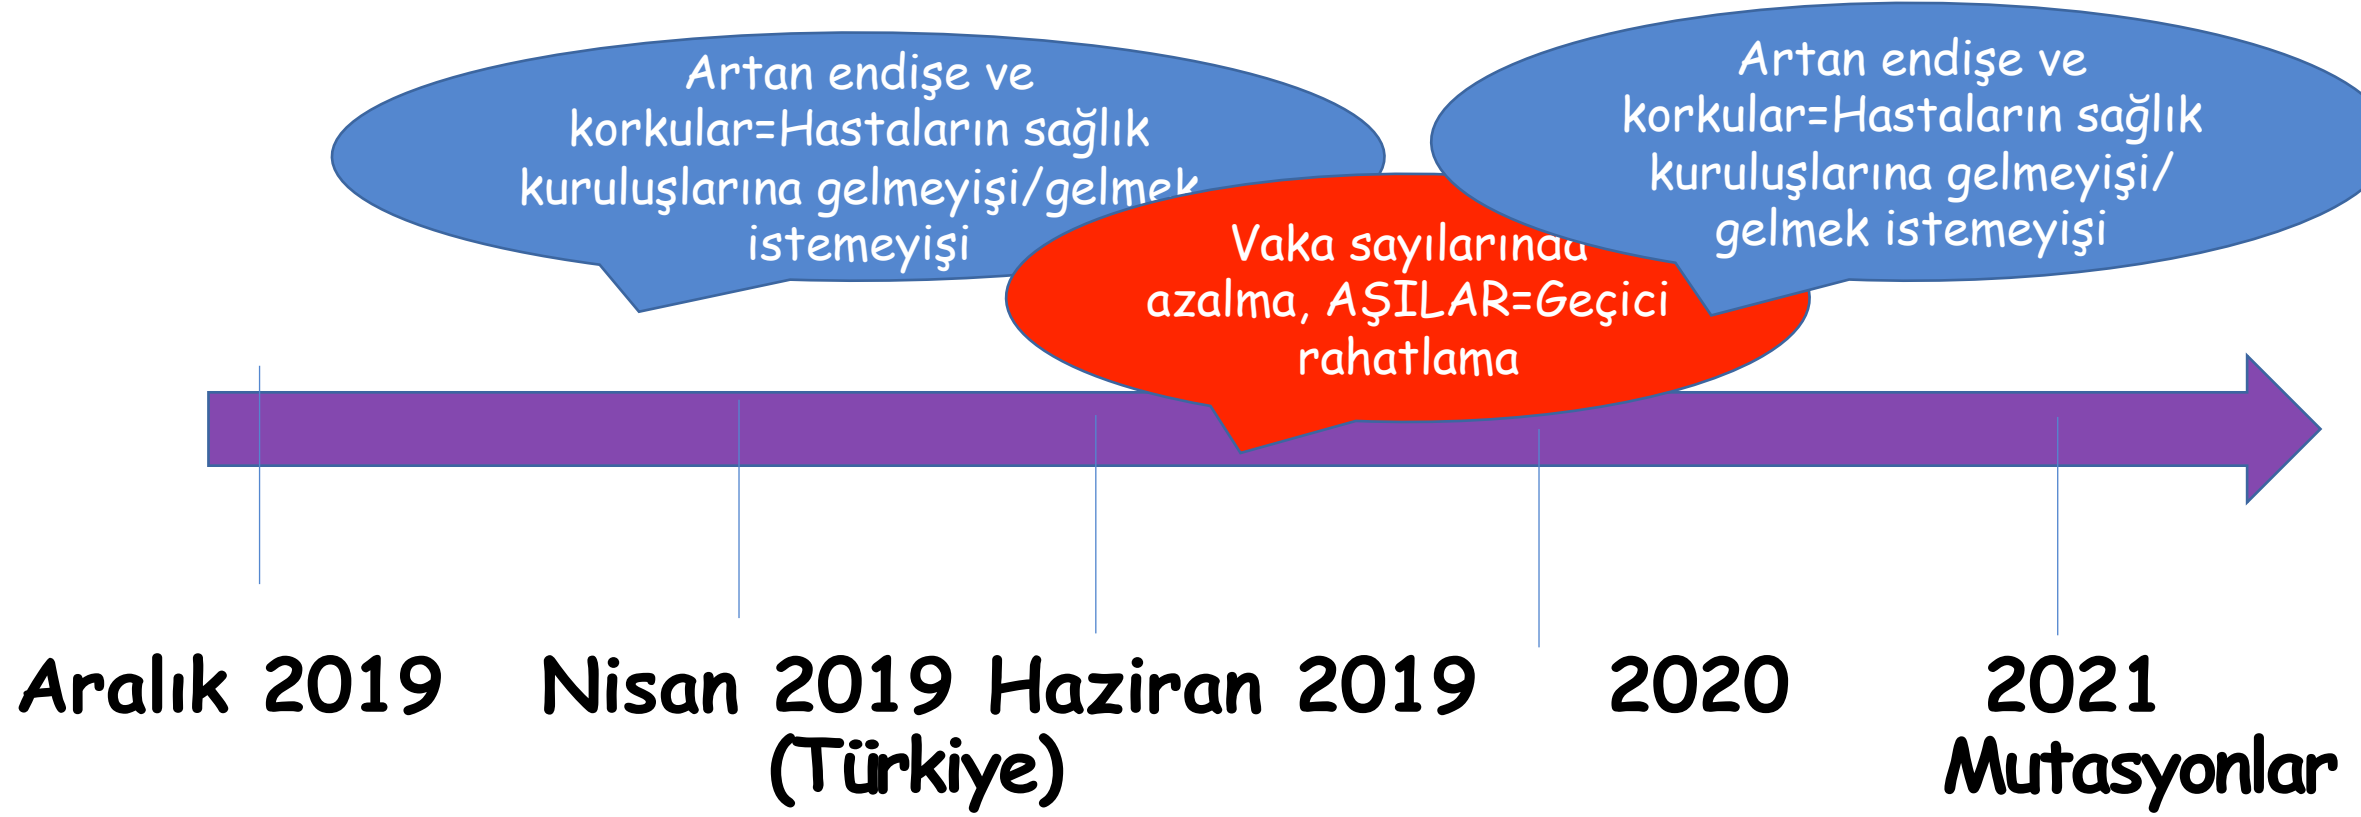 Artan endişe ve
korkular=Hastaların sağlık
kuruluşlarına gelmeyişi/gelmek
istemeyişi
Vaka sayılarında
azalma, AŞILAR=Geçici
rahatlama
Artan endişe ve
korkular=Hastaların sağlık
kuruluşlarına gelmeyişi/
gelmek istemeyişi
Aralık 2019
Nisan 2019
(Türkiye)
Haziran 2019
2020
2021
Mutasyonlar